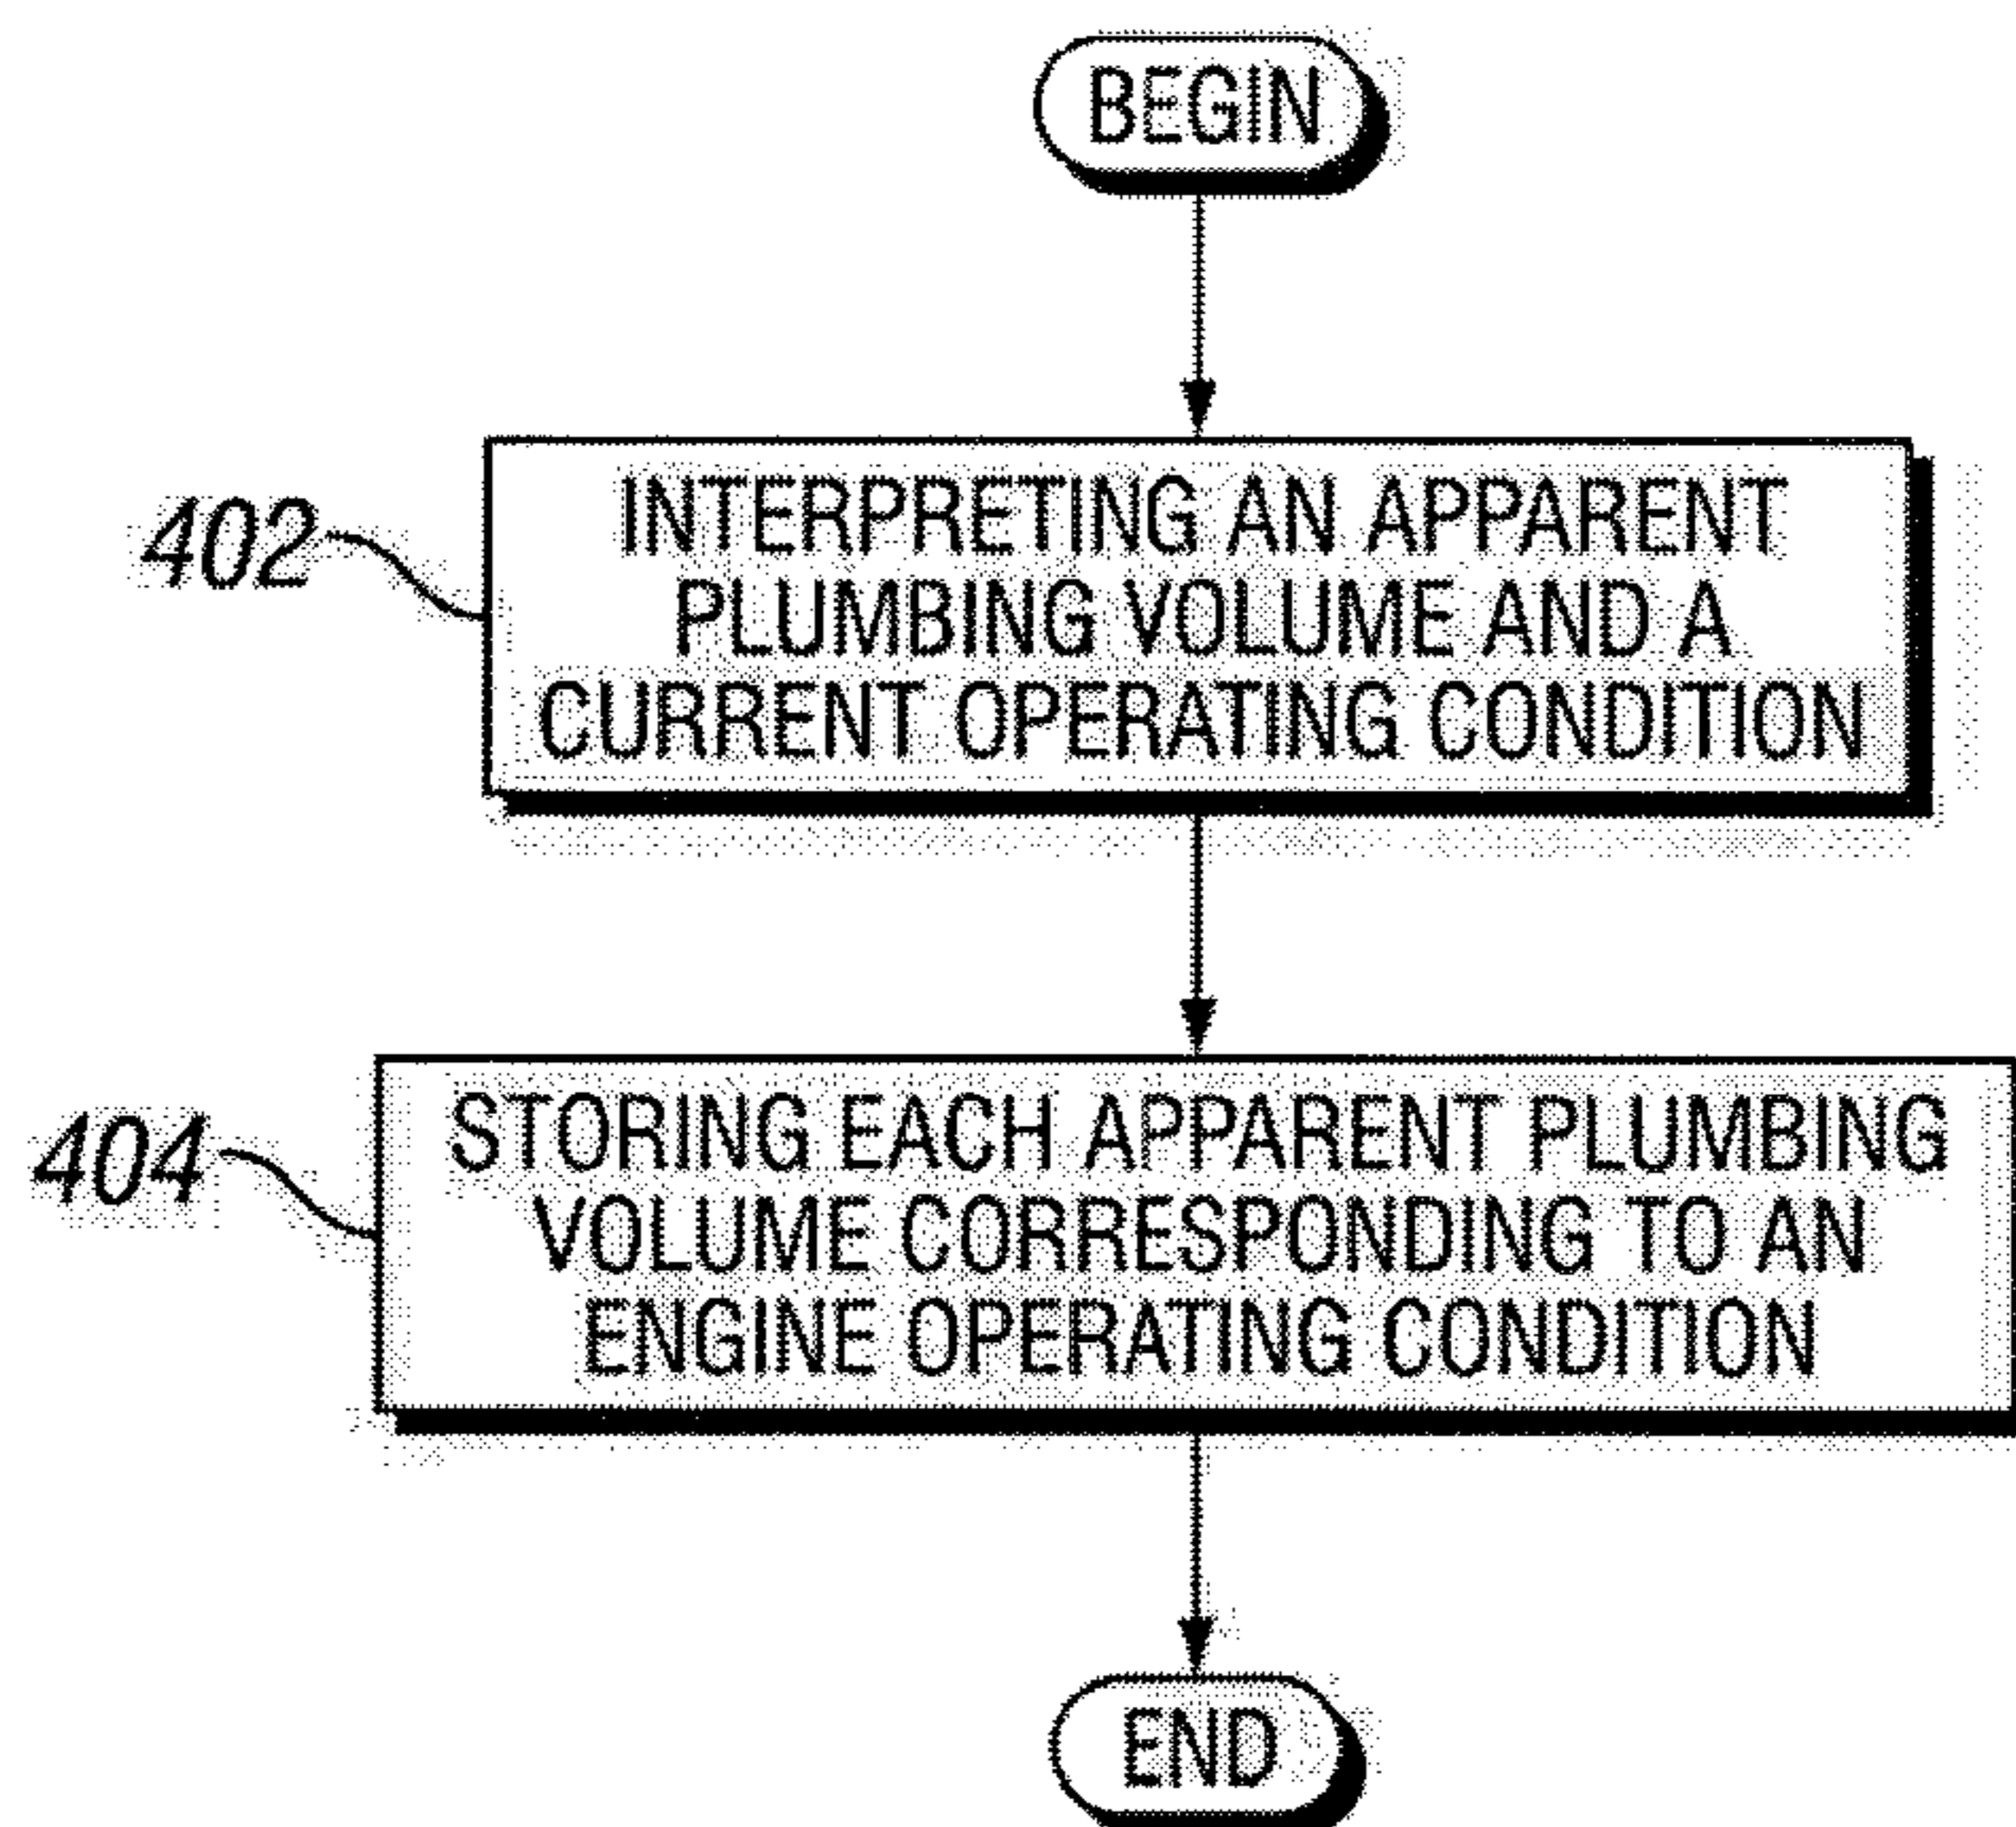 BEGIN
402
INTERPRETING AN APPARENT
PLUMBING VOLUME AND A
CURRENT OPERATING CONDITION
404
STORING EACH APPARENT PLUMBING
VOLUME CORRESPONDING TO AN
ENGINE OPERATING CONDITION
END